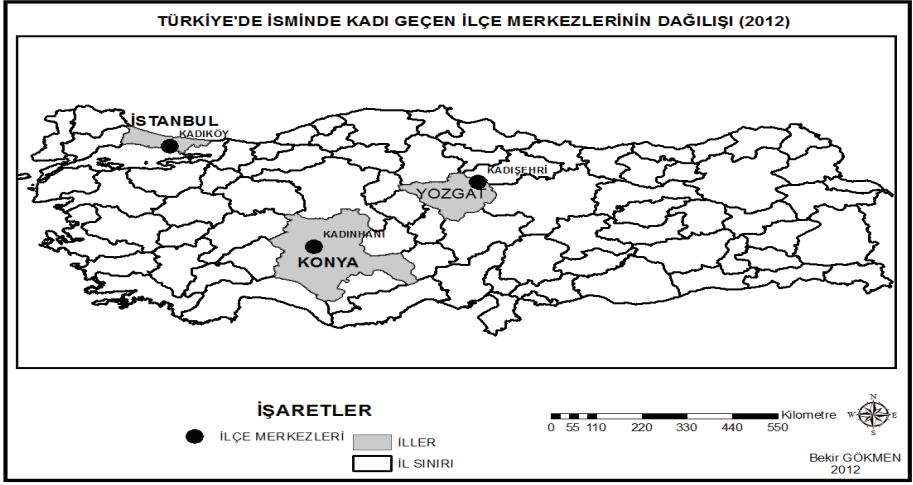 TÜRKİYE'DE İSMİNDE KADI GEÇEN İLÇE MERKEZLERİNİN DAĞILIŞI (2012)
İSTANBUL
KADIKÖY
KADIŞEHRİ
YOZGAT
KADINHANI
KONYA
İŞARETLER
İLÇE MERKEZLERİ
İLLER
İL SINIRI
Kilometre
0 55 110 220 330 440 550
N
W E
S
Bekir GÖKMEN
2012